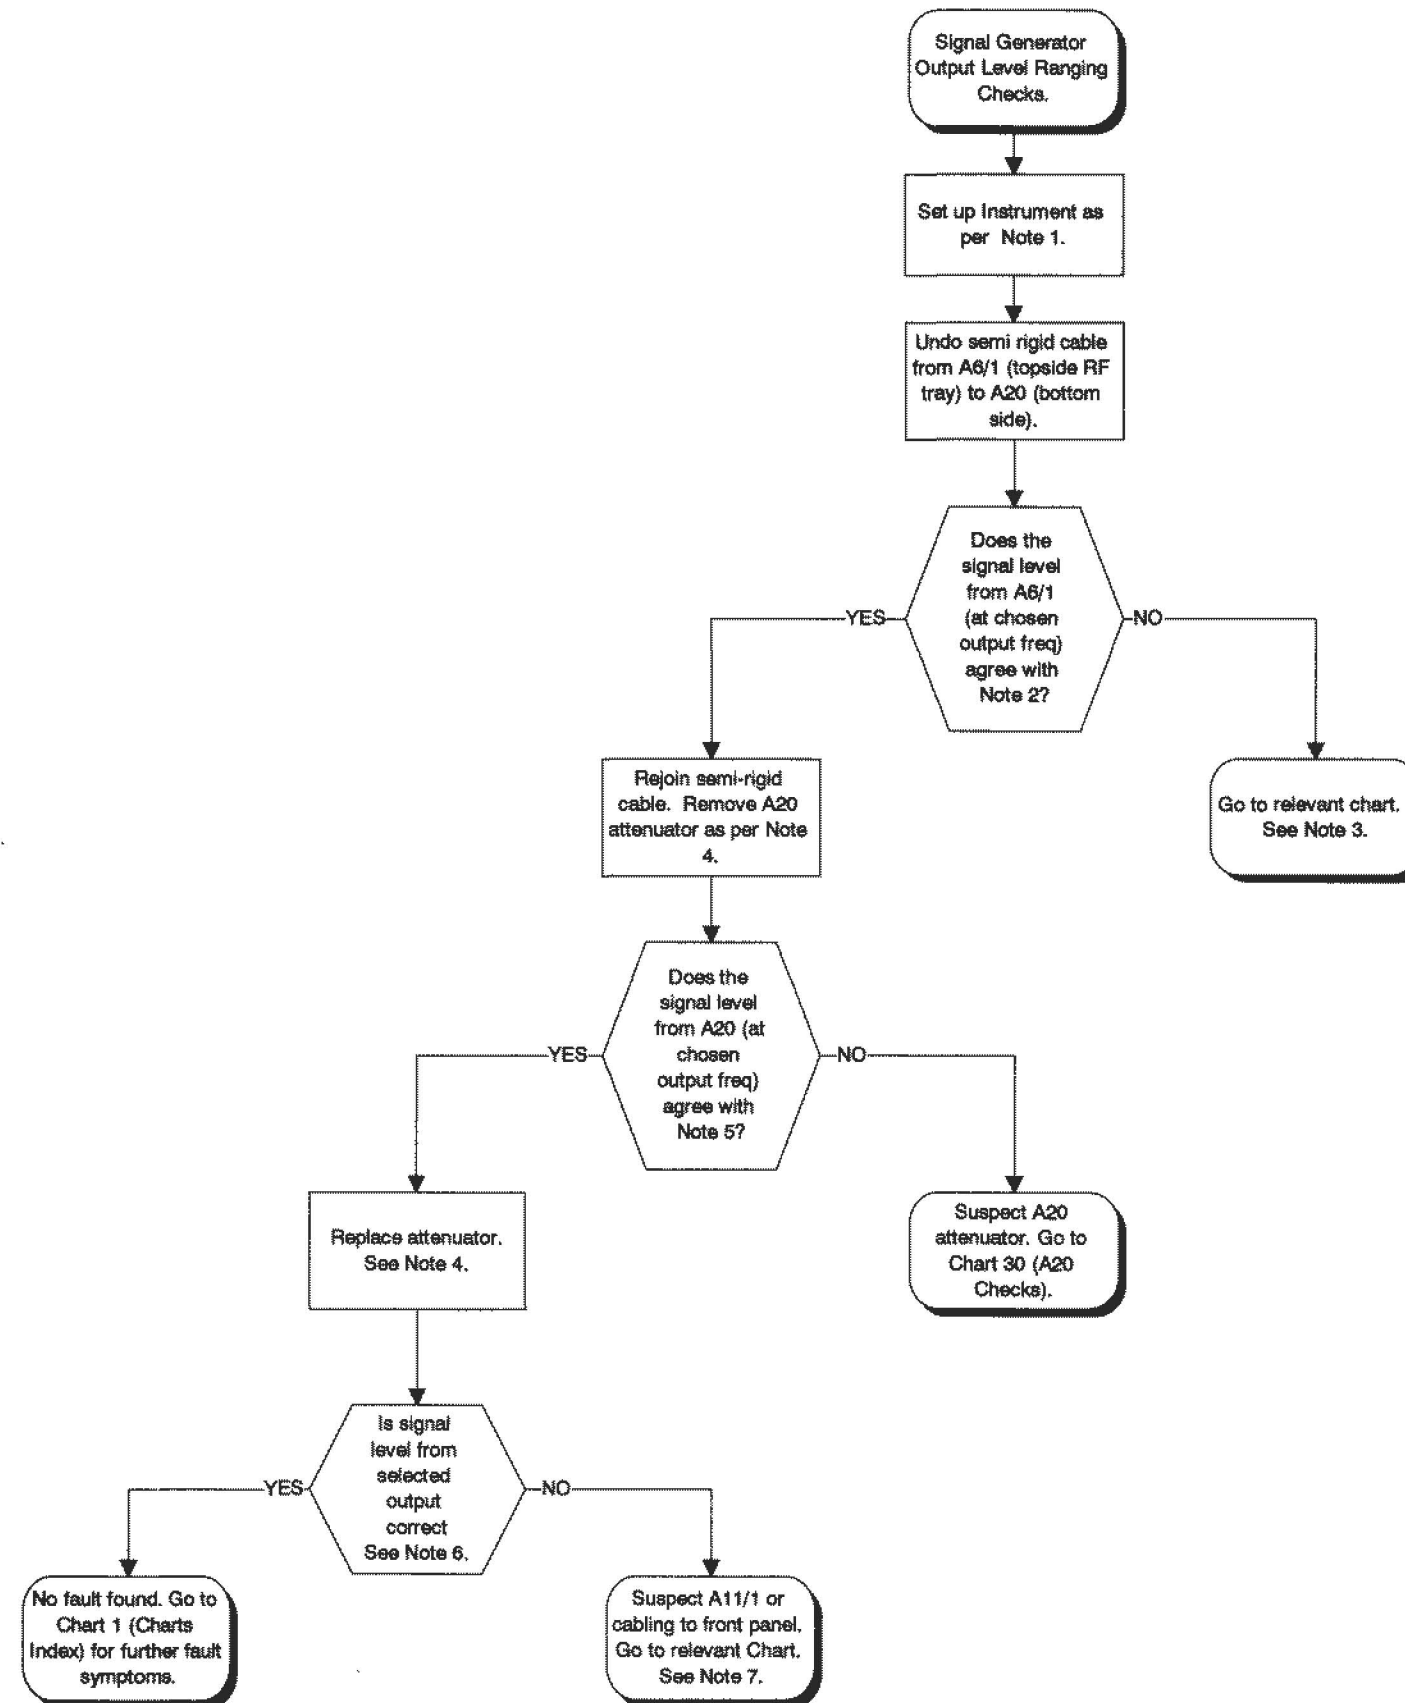 Signal Generator
Output Level Ranging
Checks.
Set up Instrument as
per Note 1.
Undo semi rigid cable
from A6/1 (topside RF
tray) to A20 (bottom
side).
Does the
signal level
from A6/1
(at chosen
output freq)
agree with
Note 2?
YES
NO
Rejoin semi-rigid
cable. Remove A20
attenuator as per Note
4.
Go to relevant chart.
See Note 3.
Does the
signal level
from A20 (at
chosen
output freq)
agree with
Note 5?
YES
NO
Replace attenuator.
See Note 4.
Suspect A20
attenuator. Go to
Chart 30 (A20
Checks).
Is signal
level from
selected
output
correct
See Note 6.
YES
NO
No fault found. Go to
Chart 1 (Charts
Index) for further fault
symptoms.
Suspect A11/1 or
cabling to front panel.
Go to relevant Chart.
See Note 7.